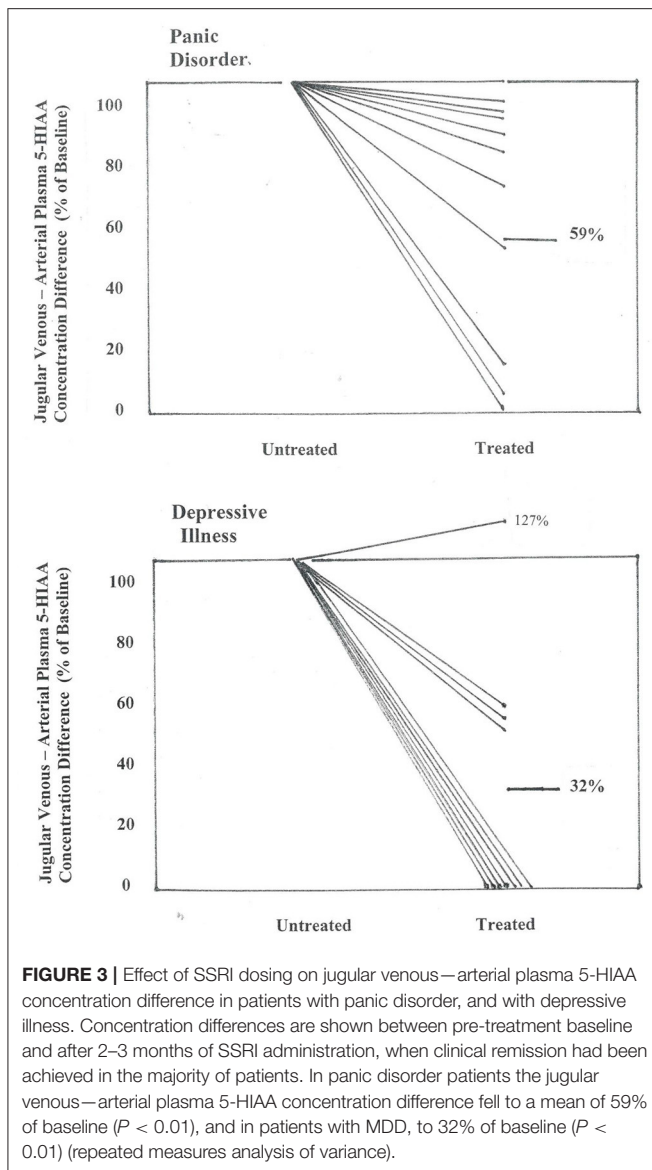 Panic
Disorder.
Jugular Venous – Arterial Plasma 5-HIAA
Concentration Difference (% of Baseline)
100
80
60
40
20
0
59%
Untreated
Treated
Depressive
Illness
Jugular Venous – Arterial Plasma 5-HIAA
Concentration Difference (% of Baseline)
100
80
60
40
20
0
127%
32%
Untreated
Treated
FIGURE 3 | Effect of SSRI dosing on jugular venous—arterial plasma 5-HIAA
concentration difference in patients with panic disorder, and with depressive
illness. Concentration differences are shown between pre-treatment baseline
and after 2–3 months of SSRI administration, when clinical remission had been
achieved in the majority of patients. In panic disorder patients the jugular
venous—arterial plasma 5-HIAA concentration difference fell to a mean of 59%
of baseline (P < 0.01), and in patients with MDD, to 32% of baseline (P <
0.01) (repeated measures analysis of variance).